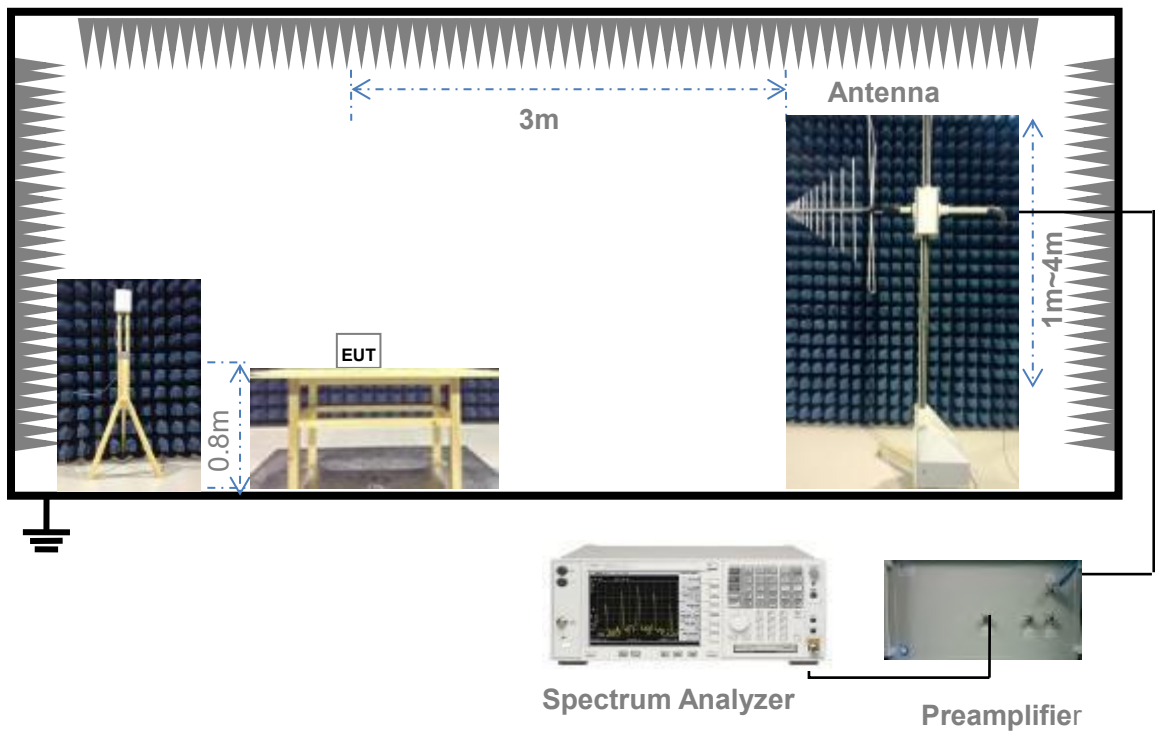 Antenna
3m
1m~4m
EUT
0.8m
Spectrum Analyzer
Preamplifier